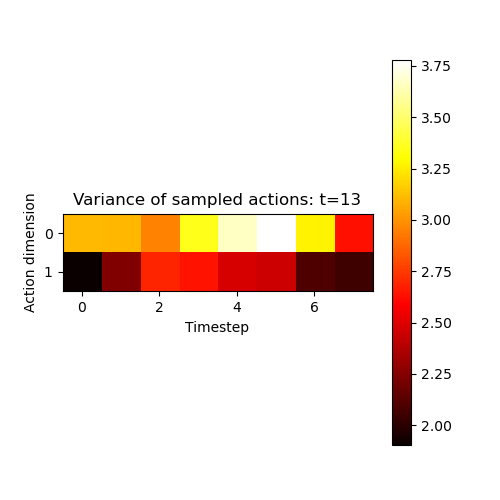 Variance of sampled actions: t=13
Action dimension
0
1
0 2 4 6
Timestep
3.75
3.50
3.25
3.00
2.75
2.50
2.25
2.00